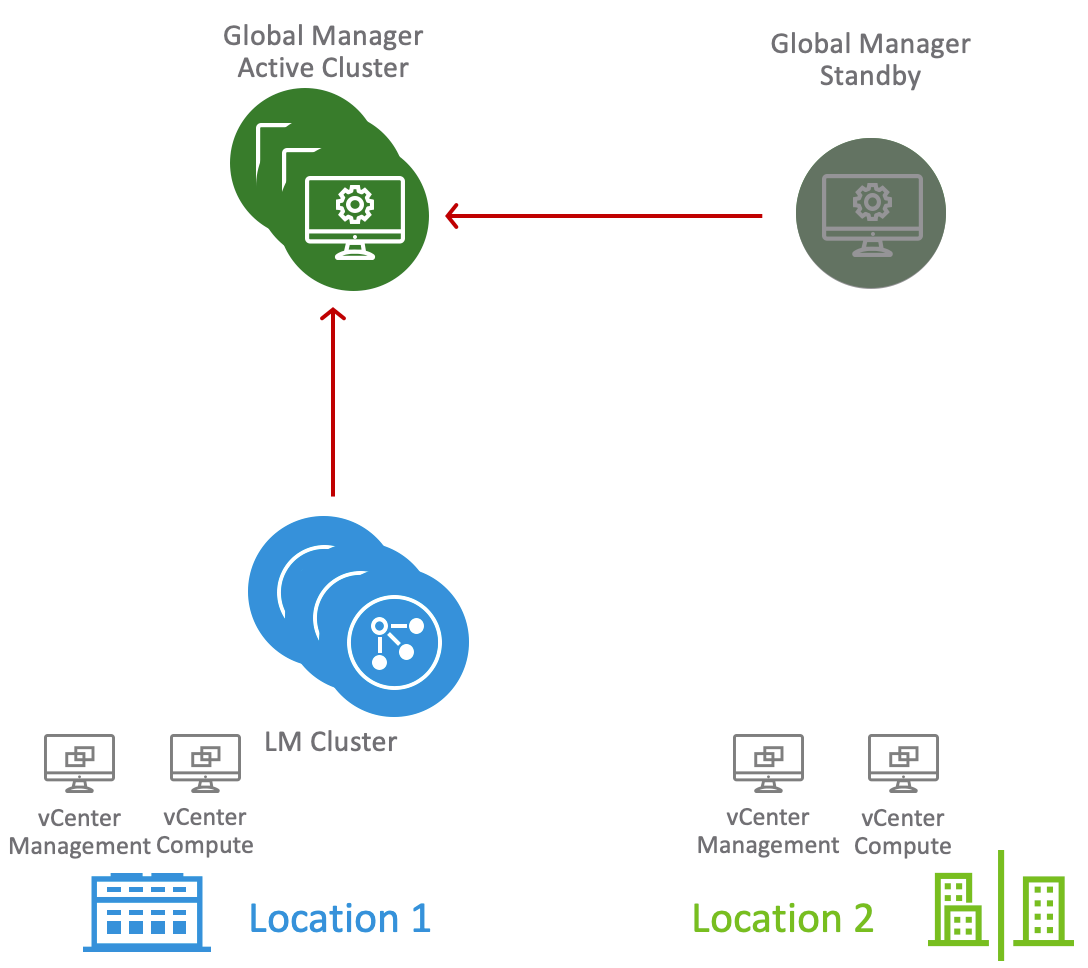 Global Manager
Active Cluster
Global Manager
Standby
LM Cluster
vCenter
Management
vCenter
Compute
vCenter
Management
vCenter
Compute
Location 1
Location 2